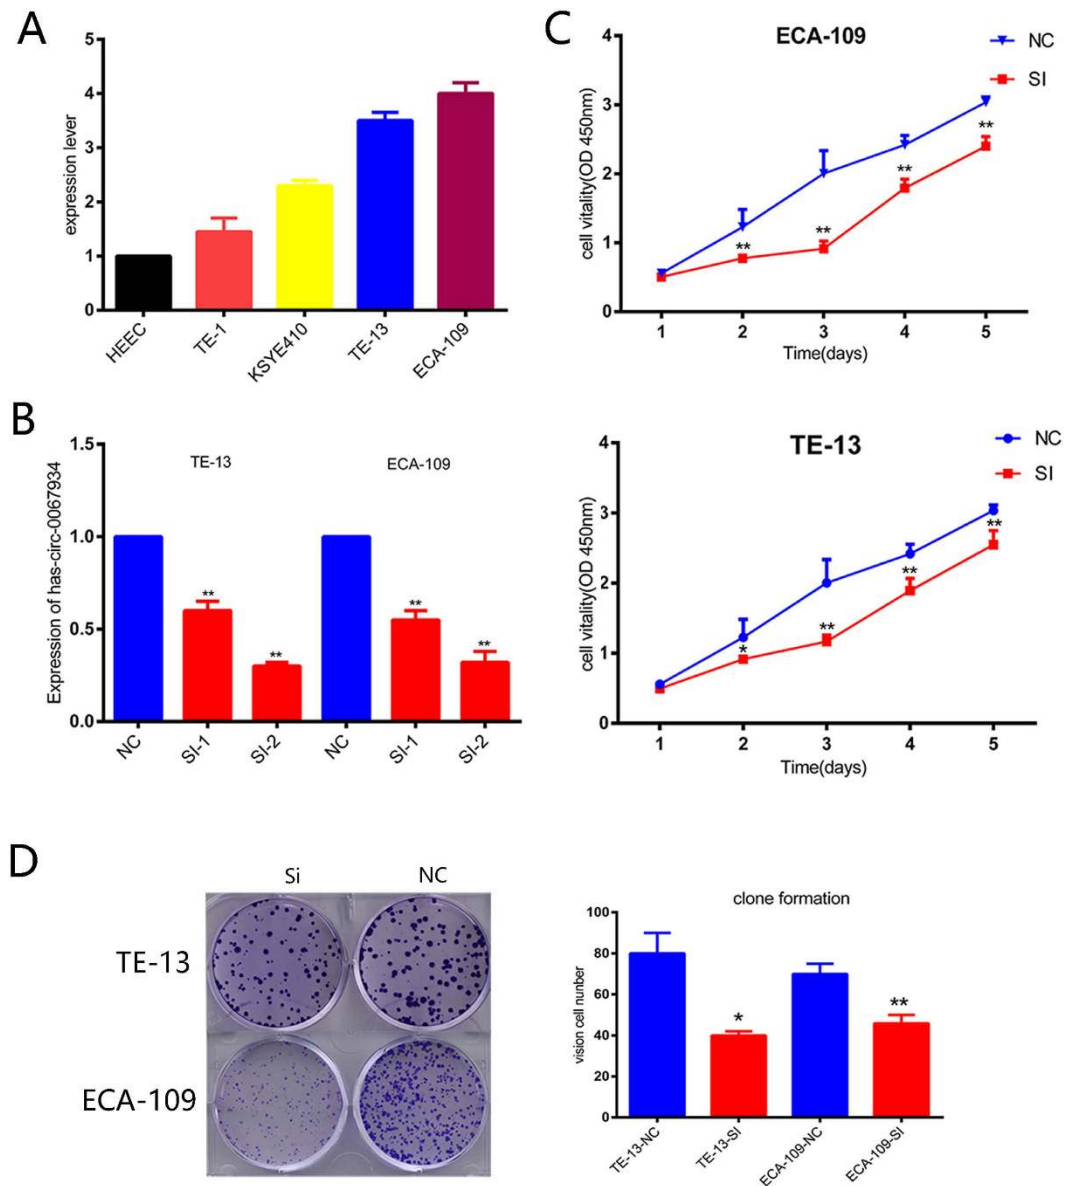 A
expression lever
4
3
2
1
0
HEEC
TE-1
KSYE410
TE-13
ECA-109
C
ECA-109
NC
SI
cell vitality(OD 450nm)
4
3
2
1
0
**
**
**
**
1 2 3 4 5
Time(days)
B
Expression of has-circ-0067934
1.5
1.0
0.5
0.0
TE-13
ECA-109
**
**
**
**
NC
SI-1
SI-2
NC
SI-1
SI-2
TE-13
NC
SI
cell vitality(OD 450nm)
4
3
2
1
0
*
**
**
**
1 2 3 4 5
Time(days)
D
Si NC
TE-13
ECA-109
clone formation
vision cell nunber
100
80
60
40
20
0
*
**
TE-13-NC
TE-13-SI
ECA-109-NC
ECA-109-SI
5